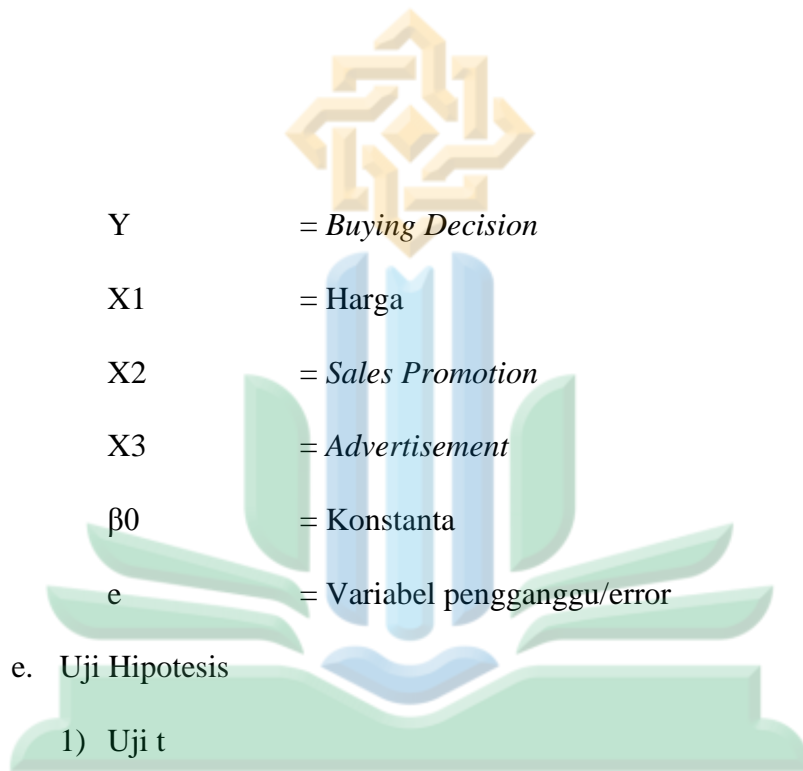 Y = Buying Decision
X1 = Harga
X2 = Sales Promotion
X3 = Advertisement
β0 = Konstanta
e = Variabel pengganggu/error
e. Uji Hipotesis
1) Uji t